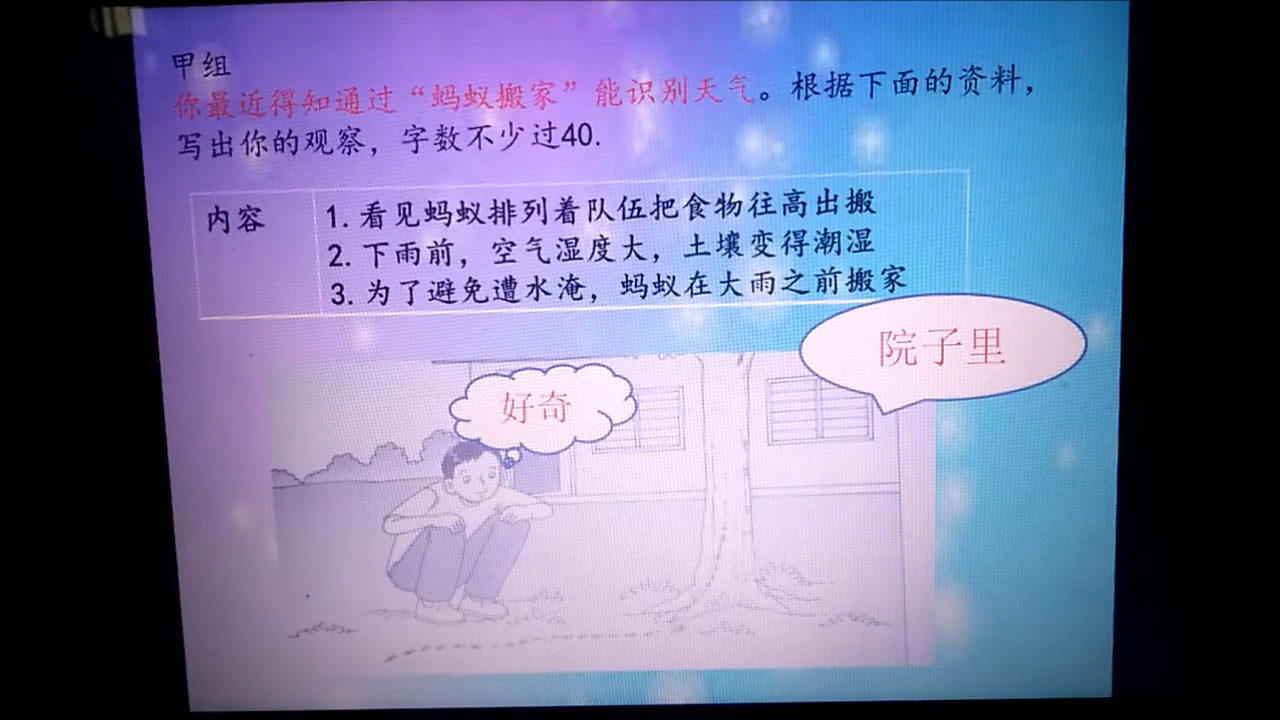 甲组
你最近得知通过“蚂蚁搬家”能识别天气。根据下面的资料，
写出你的观察，字数不少过40.
内容
1. 看见蚂蚁排列着队伍把食物往高出搬
2. 下雨前，空气湿度大，土壤变得潮湿
3. 为了避免遭水淹，蚂蚁在大雨之前搬家
院子里
好奇